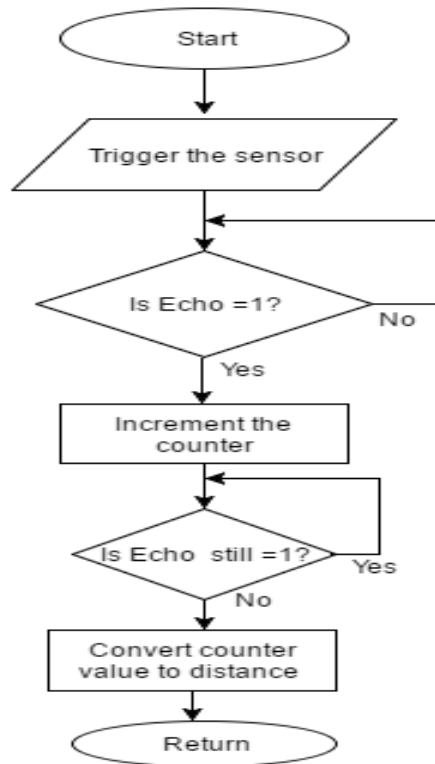 Start
Trigger the sensor
Is Echo =1?
No
Yes
Increment the
counter
Is Echo still =1?
Yes
No
Convert counter
value to distance
Return